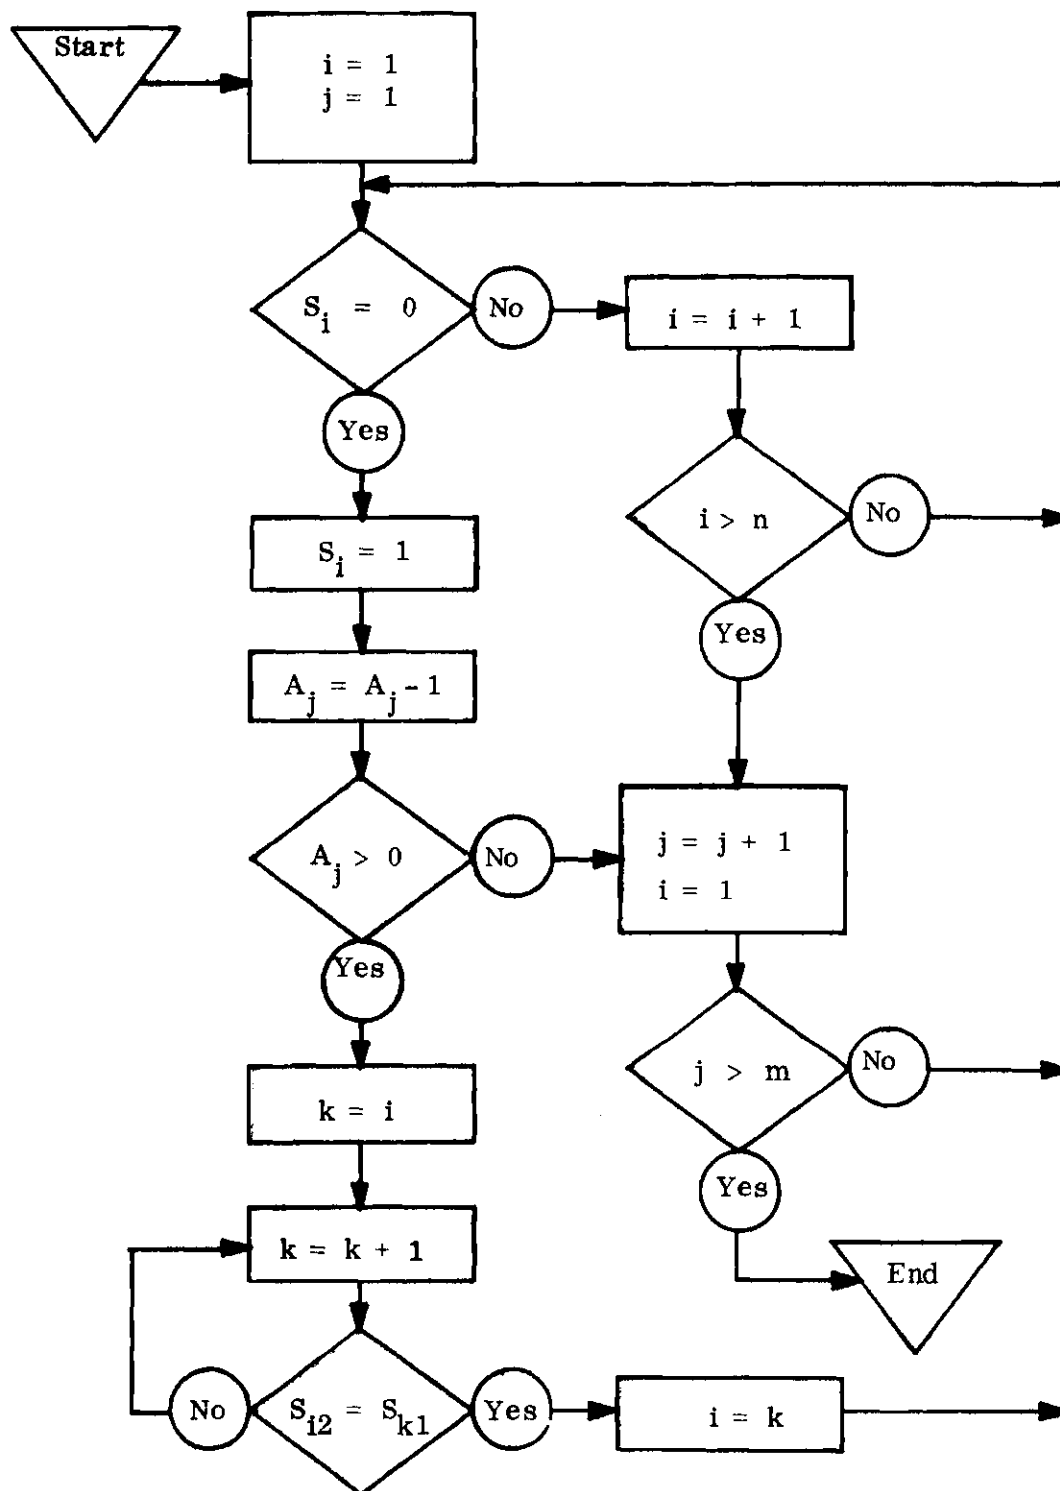 Start
i = 1
j = 1
S_i = 0
No
i = i + 1
Yes
i > n
No
S_i = 1
Yes
A_j = A_j - 1
j = j + 1
i = 1
A_j > 0
No
Yes
j > m
No
k = i
Yes
k = k + 1
End
No
S_i2 = S_k1
Yes
i = k